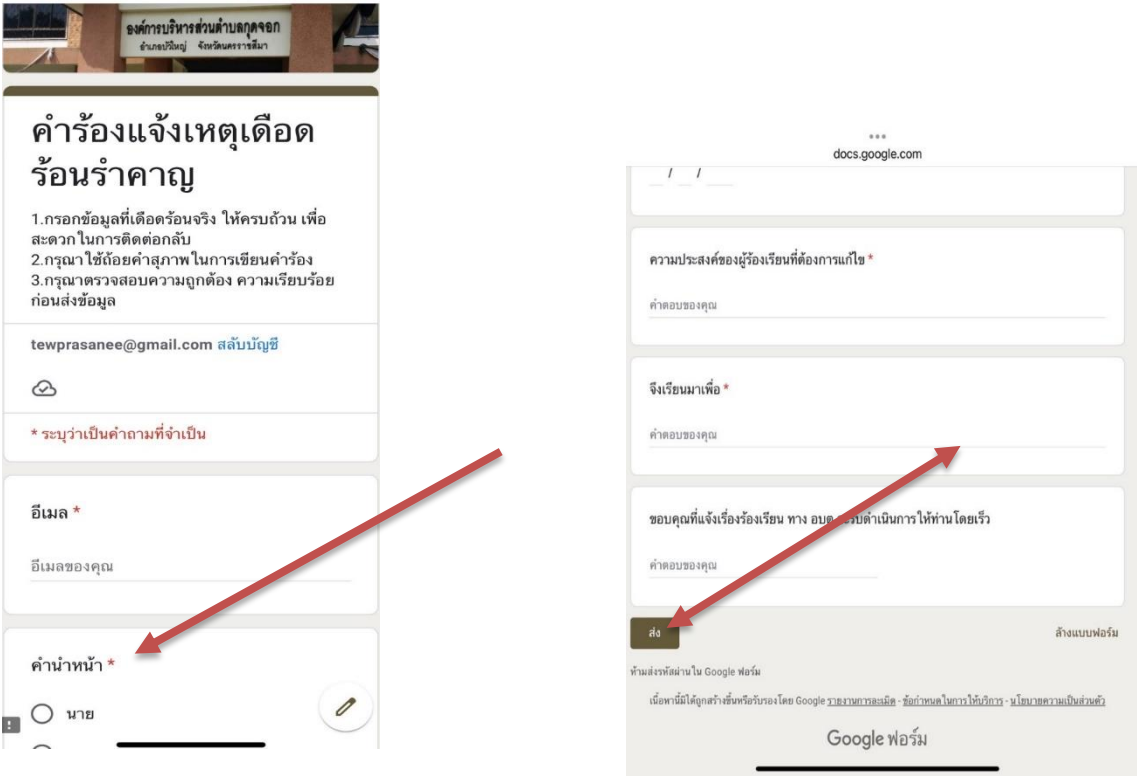 องค์การบริหารส่วนตำบลกุดจอก
อำเภอบัวใหญ่ จังหวัดนครราชสีมา
คำร้องแจ้งเหตุเดือด
ร้อนรำคาญ
1.กรอกข้อมูลที่เดือดร้อนจริง ให้ครบถ้วน เพื่อ
สะดวกในการติดต่อกลับ
2.กรุณาใช้ถ้อยคำสุภาพในการเขียนคำร้อง
3.กรุณาตรวจสอบความถูกต้อง ความเรียบร้อย
ก่อนส่งข้อมูล
tewprasanee@gmail.com สลับบัญชี
* ระบุว่าเป็นคำถามที่จำเป็น
อีเมล *
อีเมลของคุณ
คำนำหน้า *
นาย
docs.google.com
/ /
ความประสงค์ของผู้ร้องเรียนที่ต้องการแก้ไข *
คำตอบของคุณ
จึงเรียนมาเพื่อ *
คำตอบของคุณ
ขอบคุณที่แจ้งเรื่องร้องเรียน ทาง อบต ดำเนินการให้ท่านโดยเร็ว
คำตอบของคุณ
ส่ง
ล้างแบบฟอร์ม
ห้ามส่งรหัสผ่านใน Google ฟอร์ม
เนื้อหานี้มิได้ถูกสร้างขึ้นหรือรับรองโดย Google รายงานการละเมิด - ข้อกำหนดในการให้บริการ - นโยบายความเป็นส่วนตัว
Google ฟอร์ม